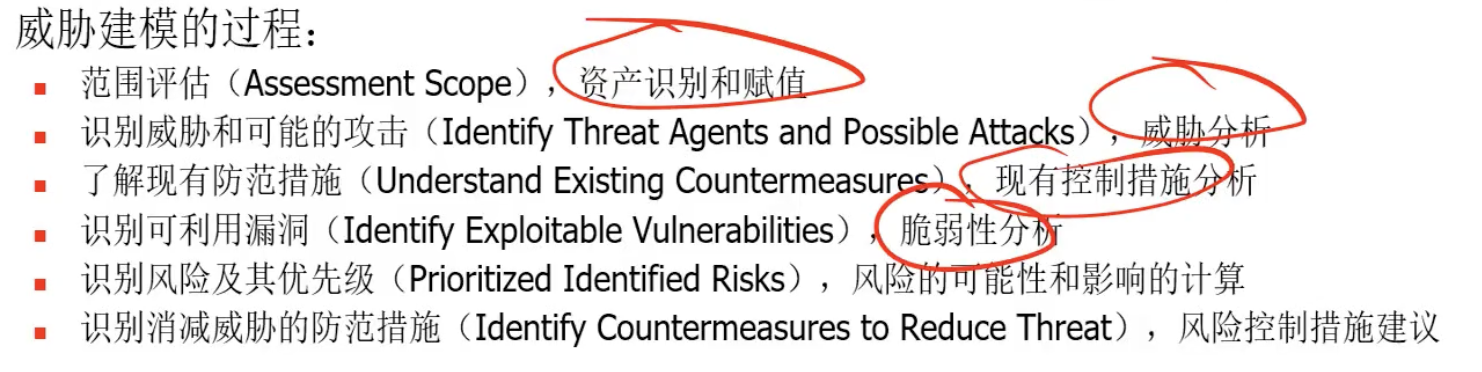 威胁建模的过程：
范围评估（Assessment Scope），资产识别和赋值
识别威胁和可能的攻击（Identify Threat Agents and Possible Attacks），威胁分析
了解现有防范措施（Understand Existing Countermeasures），现有控制措施分析
识别可利用漏洞（Identify Exploitable Vulnerabilities），脆弱性分析
识别风险及其优先级（Prioritized Identified Risks），风险的可能性和影响的计算
识别消减威胁的防范措施（Identify Countermeasures to Reduce Threat），风险控制措施建议